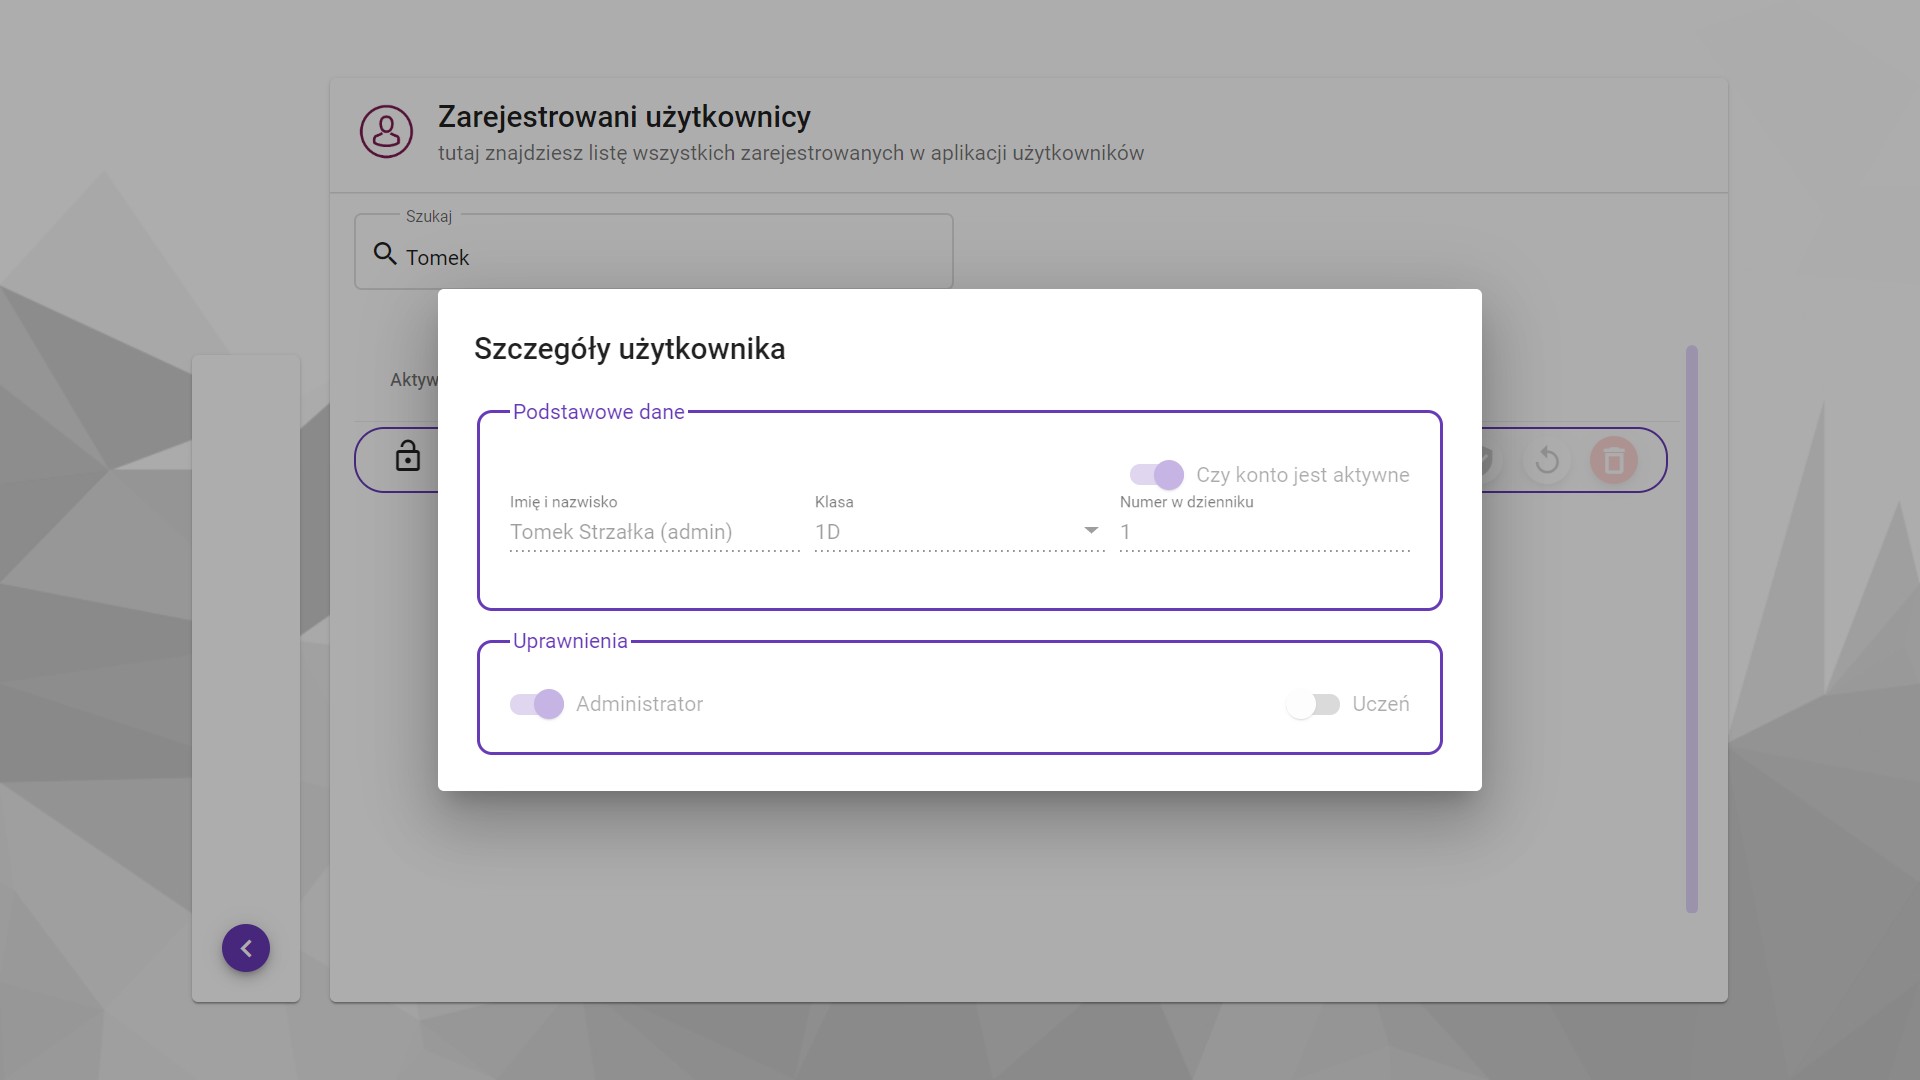 Zarejestrowani użytkownicy
tutaj znajdziesz listę wszystkich zarejestrowanych w aplikacji użytkowników
Szukaj
Tomek
Aktyw
Szczegóły użytkownika
Podstawowe dane
Czy konto jest aktywne
Imię i nazwisko
Klasa
Numer w dzienniku
Tomek Strzałka (admin)
1D
1
Uprawnienia
Administrator
Uczeń